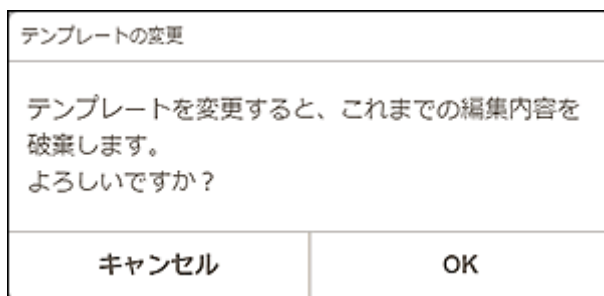 テンプレートの変更
テンプレートを変更すると、これまでの編集内容を
破棄します。
よろしいですか？
キャンセル
OK